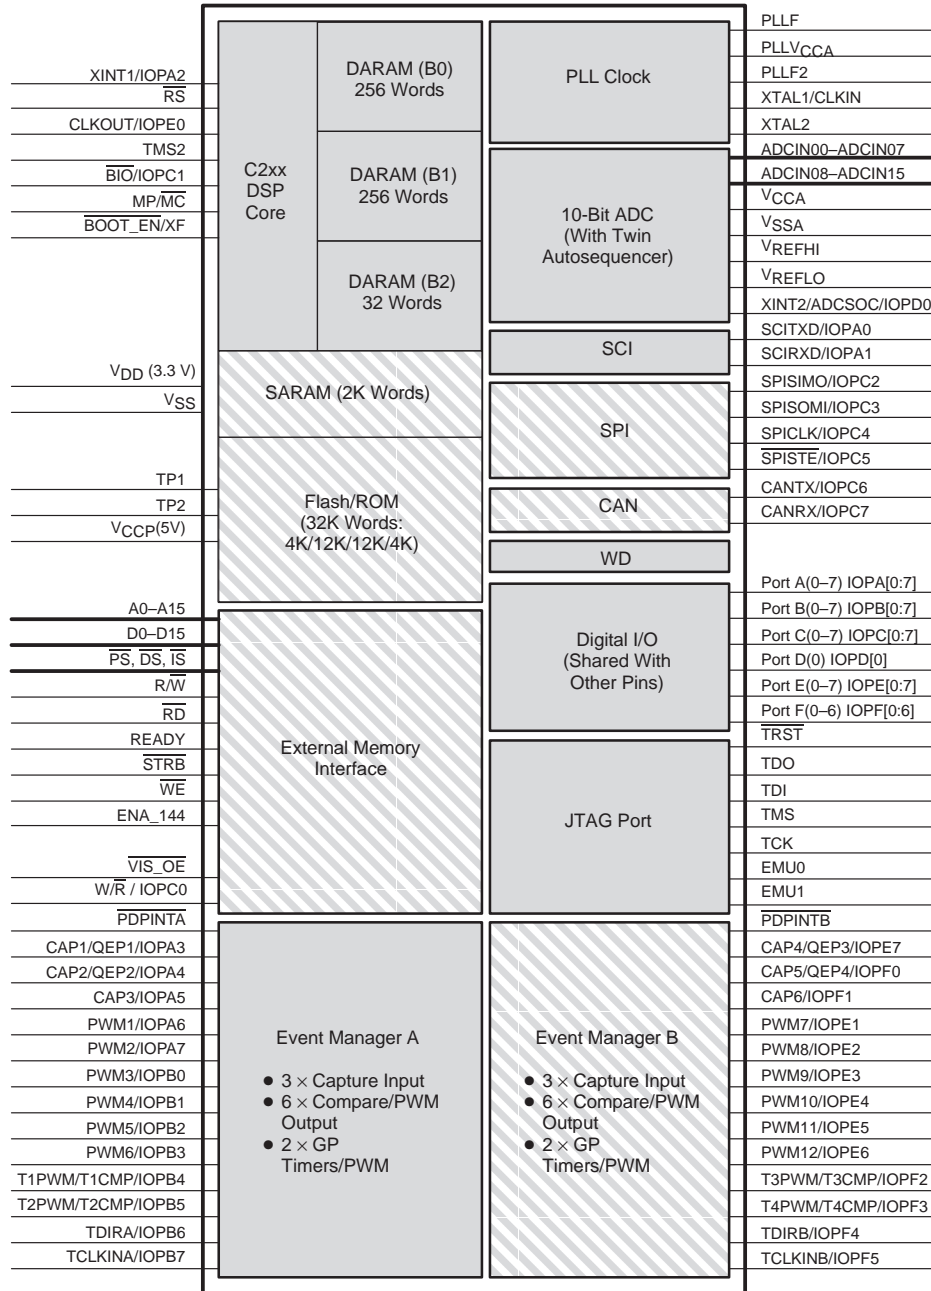 XINT1/IOPA2
RS
CLKOUT/IOPE0
TMS2
BIO/IOPC1
MP/MC
BOOT_EN/XF
VDD (3.3 V)
VSS
TP1
TP2
VCCP(5V)
A0–A15
D0–D15
PS, DS, IS
R/W
RD
READY
STRB
WE
ENA_144
VIS_OE
W/R / IOPC0
PDPINTA
CAP1/QEP1/IOPA3
CAP2/QEP2/IOPA4
CAP3/IOPA5
PWM1/IOPA6
PWM2/IOPA7
PWM3/IOPB0
PWM4/IOPB1
PWM5/IOPB2
PWM6/IOPB3
T1PWM/T1CMP/IOPB4
T2PWM/T2CMP/IOPB5
TDIRA/IOPB6
TCLKINA/IOPB7
C2xx
DSP
Core
DARAM (B0)
256 Words
DARAM (B1)
256 Words
DARAM (B2)
32 Words
SARAM (2K Words)
Flash/ROM
(32K Words:
4K/12K/12K/4K)
External Memory
Interface
Event Manager A
● 3 × Capture Input
● 6 × Compare/PWM
Output
● 2 × GP
Timers/PWM
PLL Clock
10-Bit ADC
(With Twin
Autosequencer)
SCI
SPI
CAN
WD
Digital I/O
(Shared With
Other Pins)
JTAG Port
Event Manager B
● 3 × Capture Input
● 6 × Compare/PWM
Output
● 2 × GP
Timers/PWM
PLLF
PLLVCCA
PLLF2
XTAL1/CLKIN
XTAL2
ADCIN00–ADCIN07
ADCIN08–ADCIN15
VCCA
VSSA
VREFHI
VREFLO
XINT2/ADCSOC/IOPD0
SCITXD/IOPA0
SCIRXD/IOPA1
SPISIMO/IOPC2
SPISOMI/IOPC3
SPICLK/IOPC4
SPISTE/IOPC5
CANTX/IOPC6
CANRX/IOPC7
Port A(0–7) IOPA[0:7]
Port B(0–7) IOPB[0:7]
Port C(0–7) IOPC[0:7]
Port D(0) IOPD[0]
Port E(0–7) IOPE[0:7]
Port F(0–6) IOPF[0:6]
TRST
TDO
TDI
TMS
TCK
EMU0
EMU1
PDPINTB
CAP4/QEP3/IOPE7
CAP5/QEP4/IOPF0
CAP6/IOPF1
PWM7/IOPE1
PWM8/IOPE2
PWM9/IOPE3
PWM10/IOPE4
PWM11/IOPE5
PWM12/IOPE6
T3PWM/T3CMP/IOPF2
T4PWM/T4CMP/IOPF3
TDIRB/IOPF4
TCLKINB/IOPF5